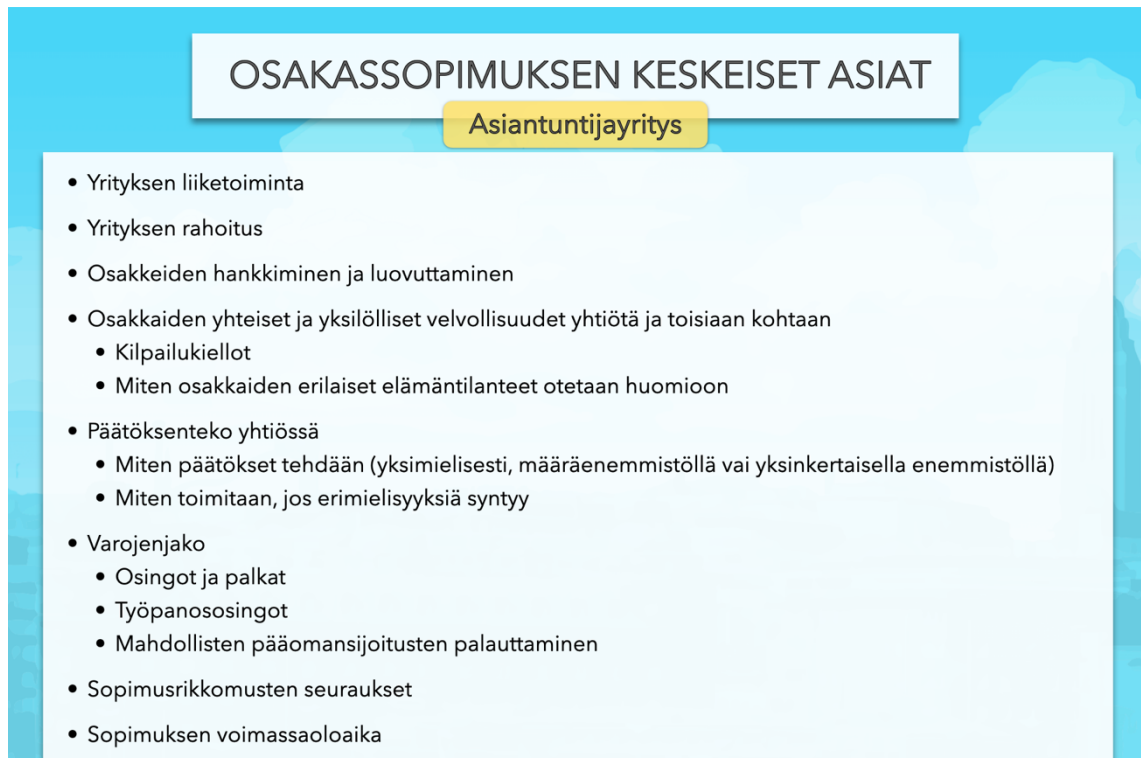 OSAKASSOPIMUKSEN KESKEISET ASIAT
Asiantuntijayritys
• Yrityksen liiketoiminta
• Yrityksen rahoitus
• Osakkeiden hankkiminen ja luovuttaminen
• Osakkaiden yhteiset ja yksilölliset velvollisuudet yhtiötä ja toisiaan kohtaan
• Kilpailukiellot
• Miten osakkaiden erilaiset elämäntilanteet otetaan huomioon
• Päätöksenteko yhtiössä
• Miten päätökset tehdään (yksimielisesti, määräenemmistöllä vai yksinkertaisella enemmistöllä)
• Miten toimitaan, jos erimielisyyksiä syntyy
• Varojenjako
• Osingot ja palkat
• Työpanososingot
• Mahdollisten pääomansijoitusten palauttaminen
• Sopimusrikkomusten seuraukset
• Sopimuksen voimassaoloaika